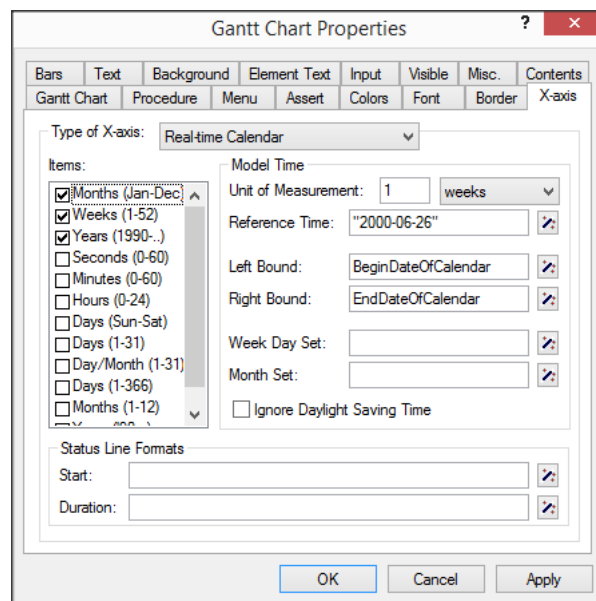 Gantt Chart Properties
?
Bars Text Background Element Text Input Visible Misc. Contents
Gantt Chart Procedure Menu Assert Colors Font Border X-axis
Type of X-axis: Real-time Calendar
Items:
Months (Jan-Dec)
Weeks (1-52)
Years (1990-..)
Seconds (0-60)
Minutes (0-60)
Hours (0-24)
Days (Sun-Sat)
Days (1-31)
Day/Month (1-31)
Days (1-366)
Months (1-12)
Model Time
Unit of Measurement: 1 weeks
Reference Time: "2000-06-26"
Left Bound: BeginDateOfCalendar
Right Bound: EndDateOfCalendar
Week Day Set:
Month Set:
Ignore Daylight Saving Time
Status Line Formats
Start:
Duration:
OK Cancel Apply